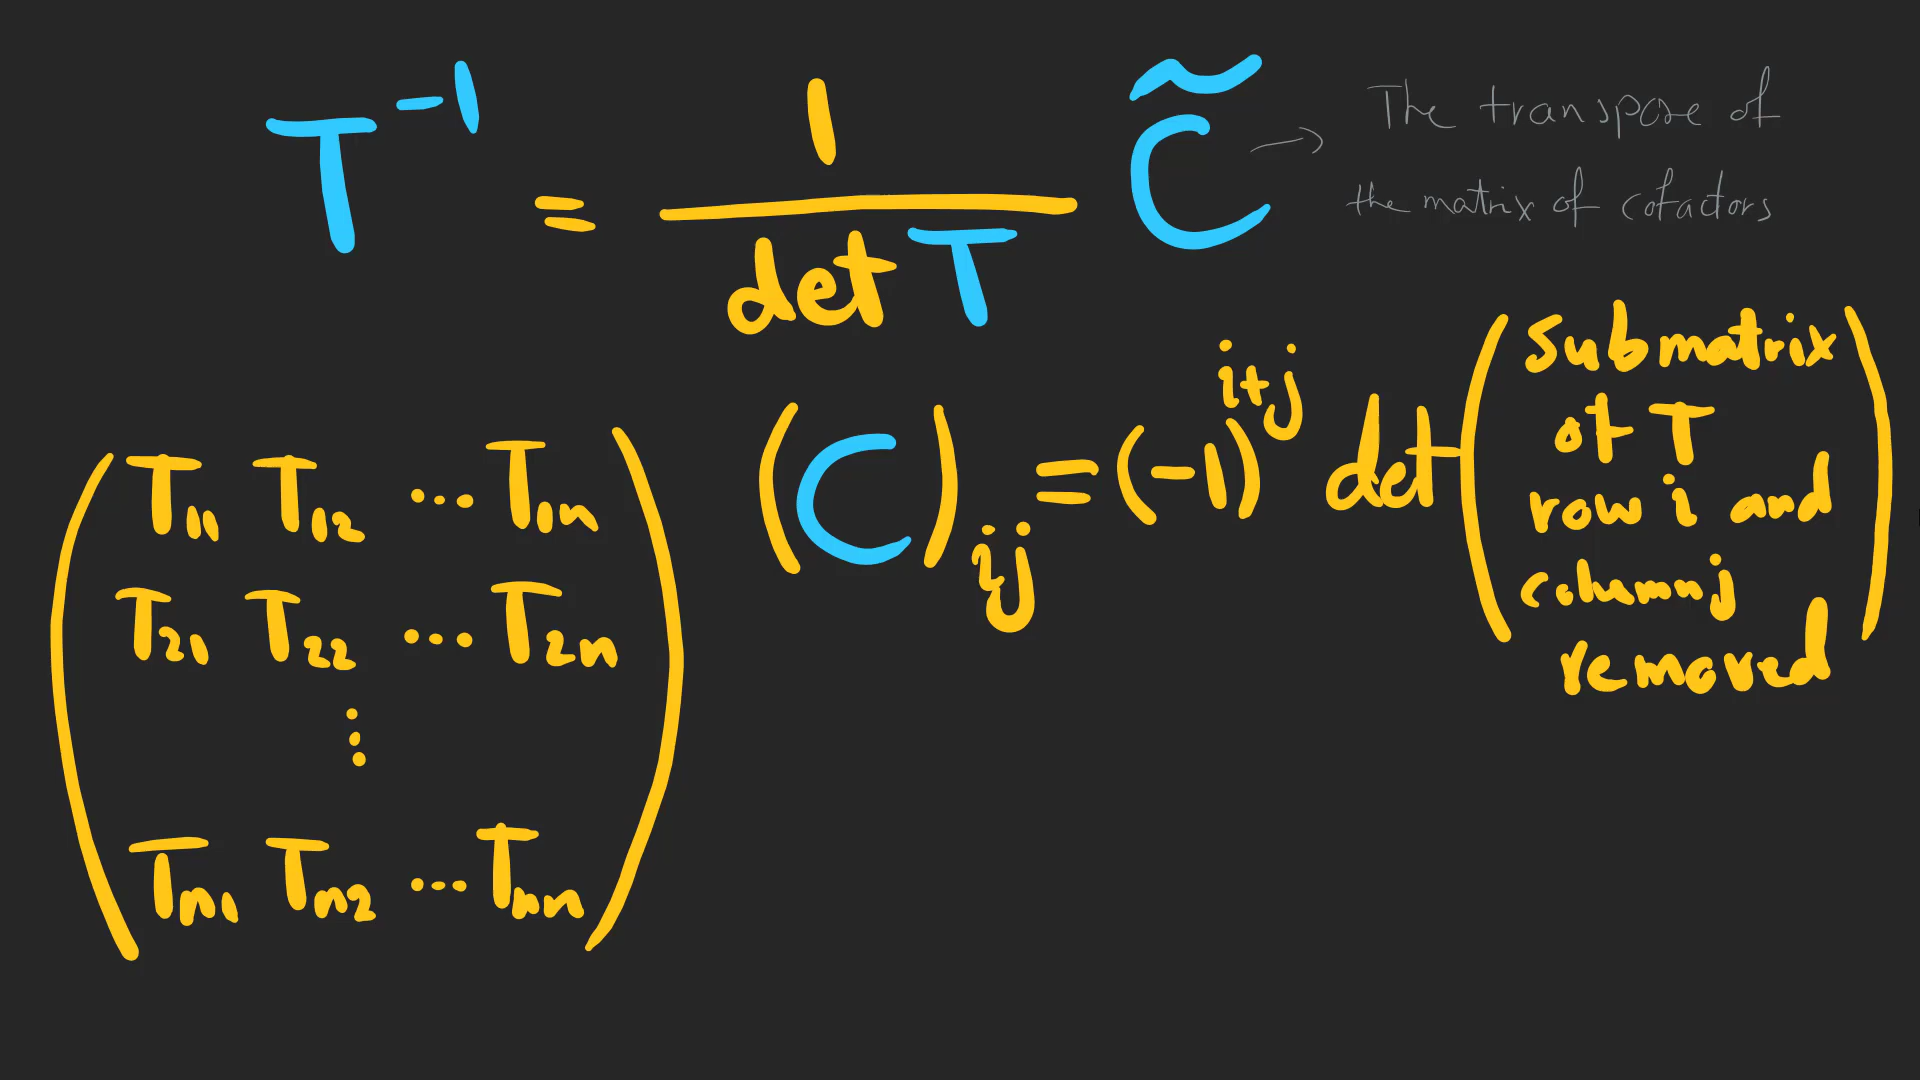 T⁻¹ = 1 / det T C̃ → The transpose of
the matrix of cofactors
(C)ᵢⱼ = (-1)ⁱ⁺ʲ det (submatrix
of T
row i and
column j
removed)
T₁₁ T₁₂ ... T₁ₙ
T₂₁ T₂₂ ... T₂ₙ
⋮
Tₙ₁ Tₙ₂ ... Tₙₙ